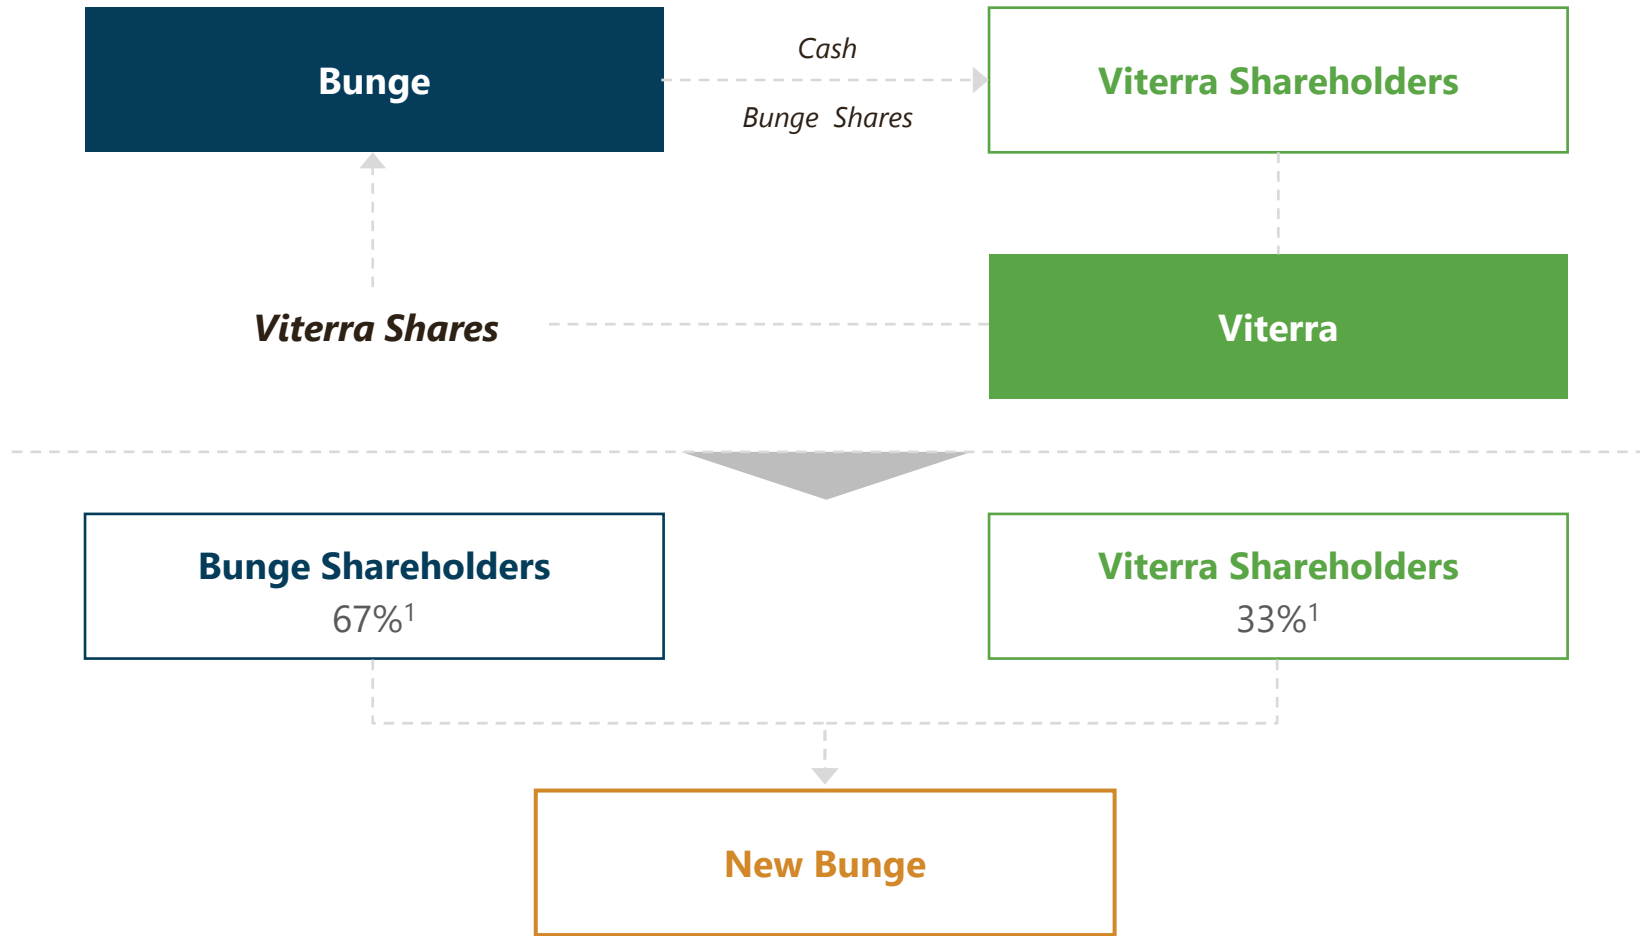 Bunge
Cash
Bunge Shares
Viterra Shareholders
Viterra Shares
Viterra
Bunge Shareholders
67%¹
Viterra Shareholders
33%¹
New Bunge